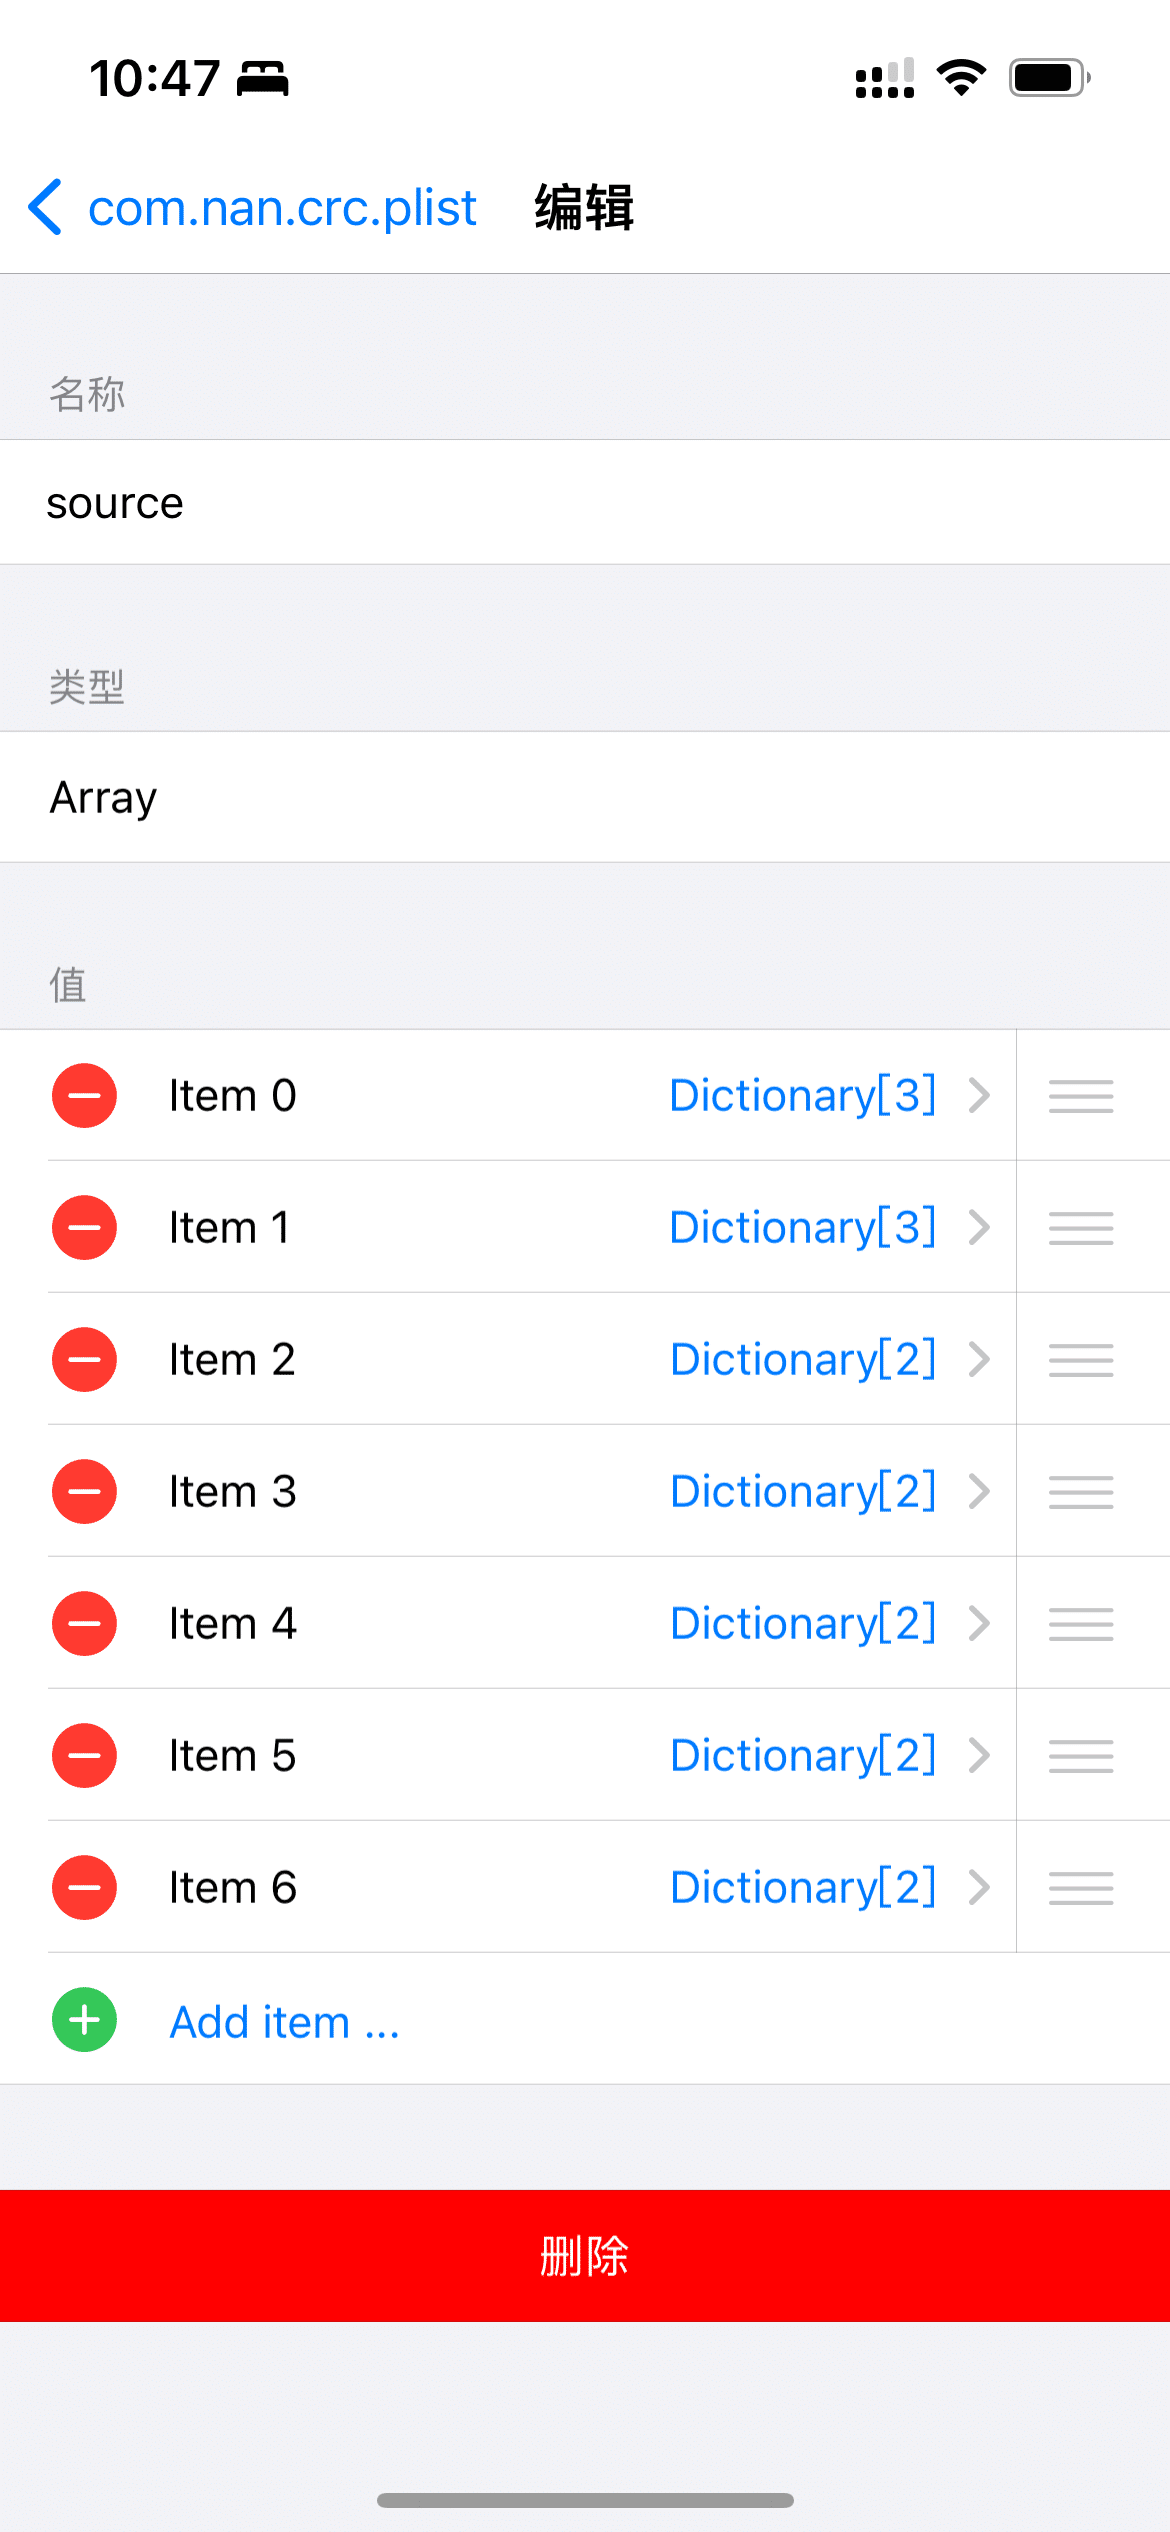 10:47
com.nan.crc.plist 编辑
名称
source
类型
Array
值
Item 0 Dictionary[3]
Item 1 Dictionary[3]
Item 2 Dictionary[2]
Item 3 Dictionary[2]
Item 4 Dictionary[2]
Item 5 Dictionary[2]
Item 6 Dictionary[2]
Add item ...
删除